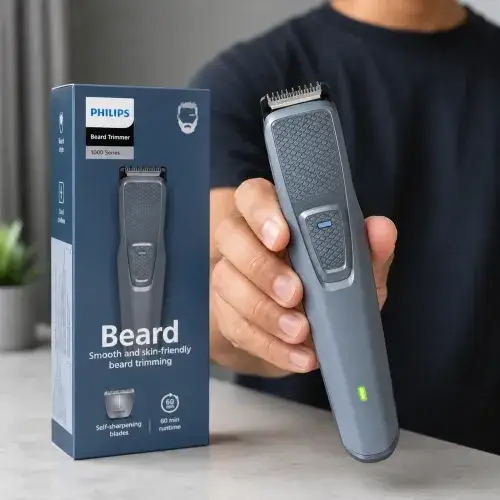 PHILIPS
Beard Trimmer
1000 Series
Beard
Smooth and skin-friendly
beard trimming
60
Self-sharpening
blades
60 min
runtime